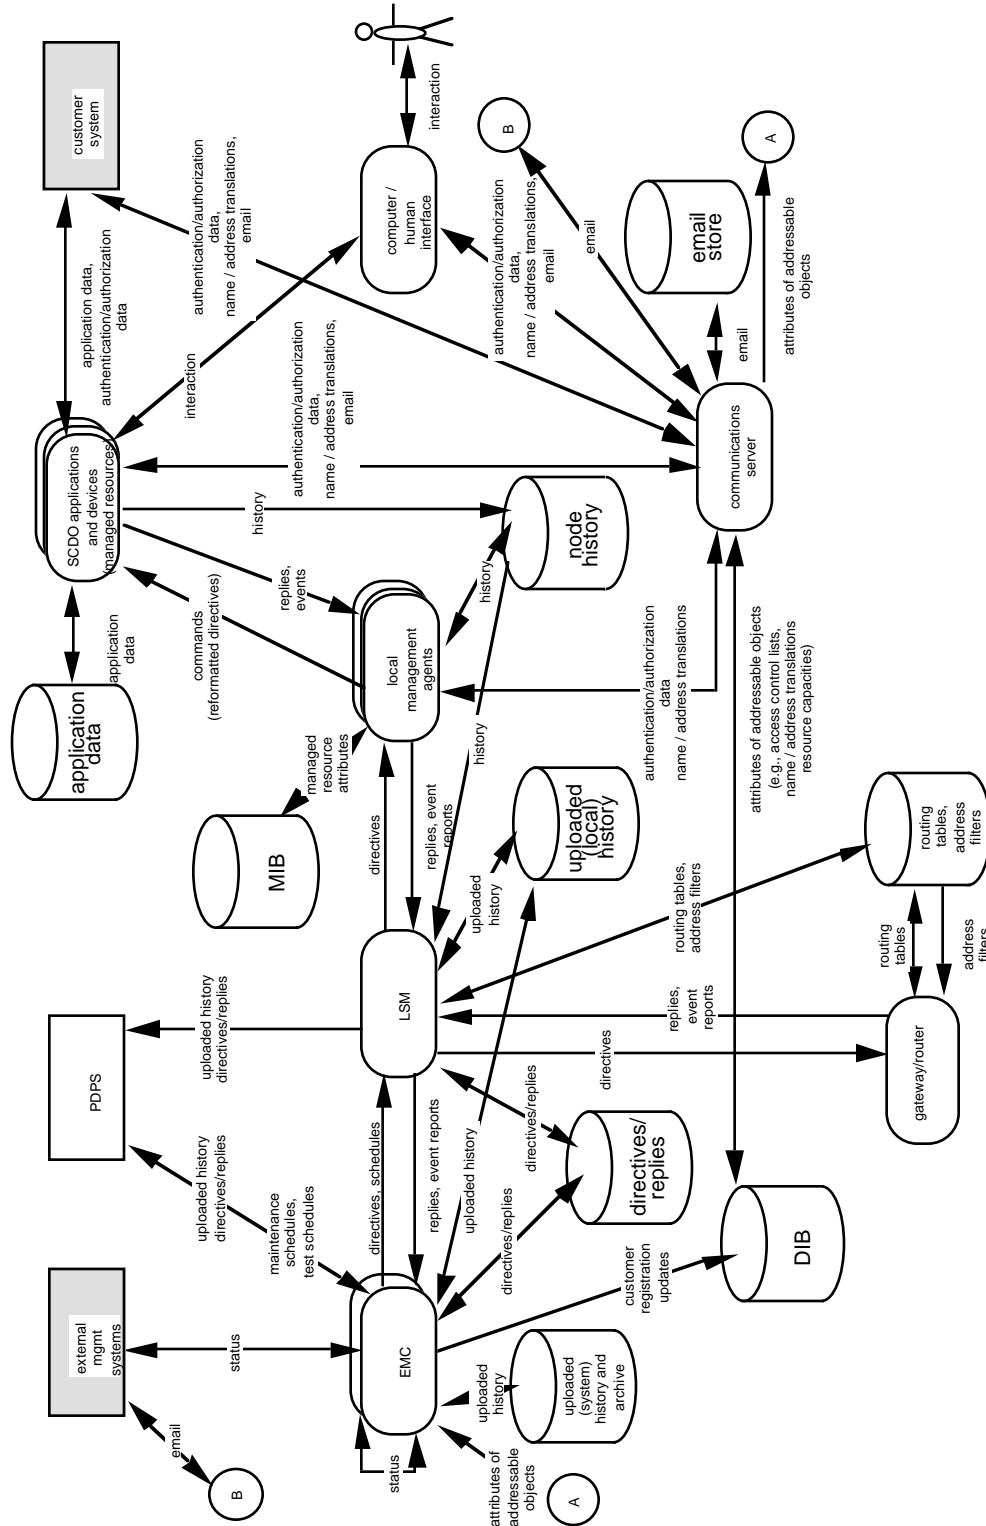 external
mgmt
systems
PDPS
customer
system
email
B
status
uploaded history
directives/replies
maintenance
schedules,
test schedules
uploaded history
directives/replies
application
data
application
data
SCDO applications
and devices
(managed resources)
application data,
authentication/authorization
data
authentication/authorization
data,
name / address translations,
email
interaction
commands
(reformatted directives)
replies,
events
history
authentication/authorization
data,
name / address translations,
email
MIB
managed
resource
attributes
status
EMC
directives, schedules
replies, event reports
LSM
directives
replies, event
reports
local
management
agents
computer /
human
interface
interaction
attributes of
addressable
objects
A
uploaded
history
uploaded
(system)
history and
archive
directives/replies
uploaded history
directives/replies
directives/
replies
uploaded
history
uploaded
(local)
history
history
history
node
history
authentication/authorization
data,
name / address translations,
email
B
email
customer
registration
updates
DIB
directives
replies,
event
reports
routing tables,
address filters
authentication/authorization
data
name / address translations
communications
server
email
email
store
attributes of addressable objects
(e.g., access control lists,
name / address translations
resource capacities)
attributes of addressable
objects
A
gateway/router
routing
tables
address
filters
routing
tables,
address
filters